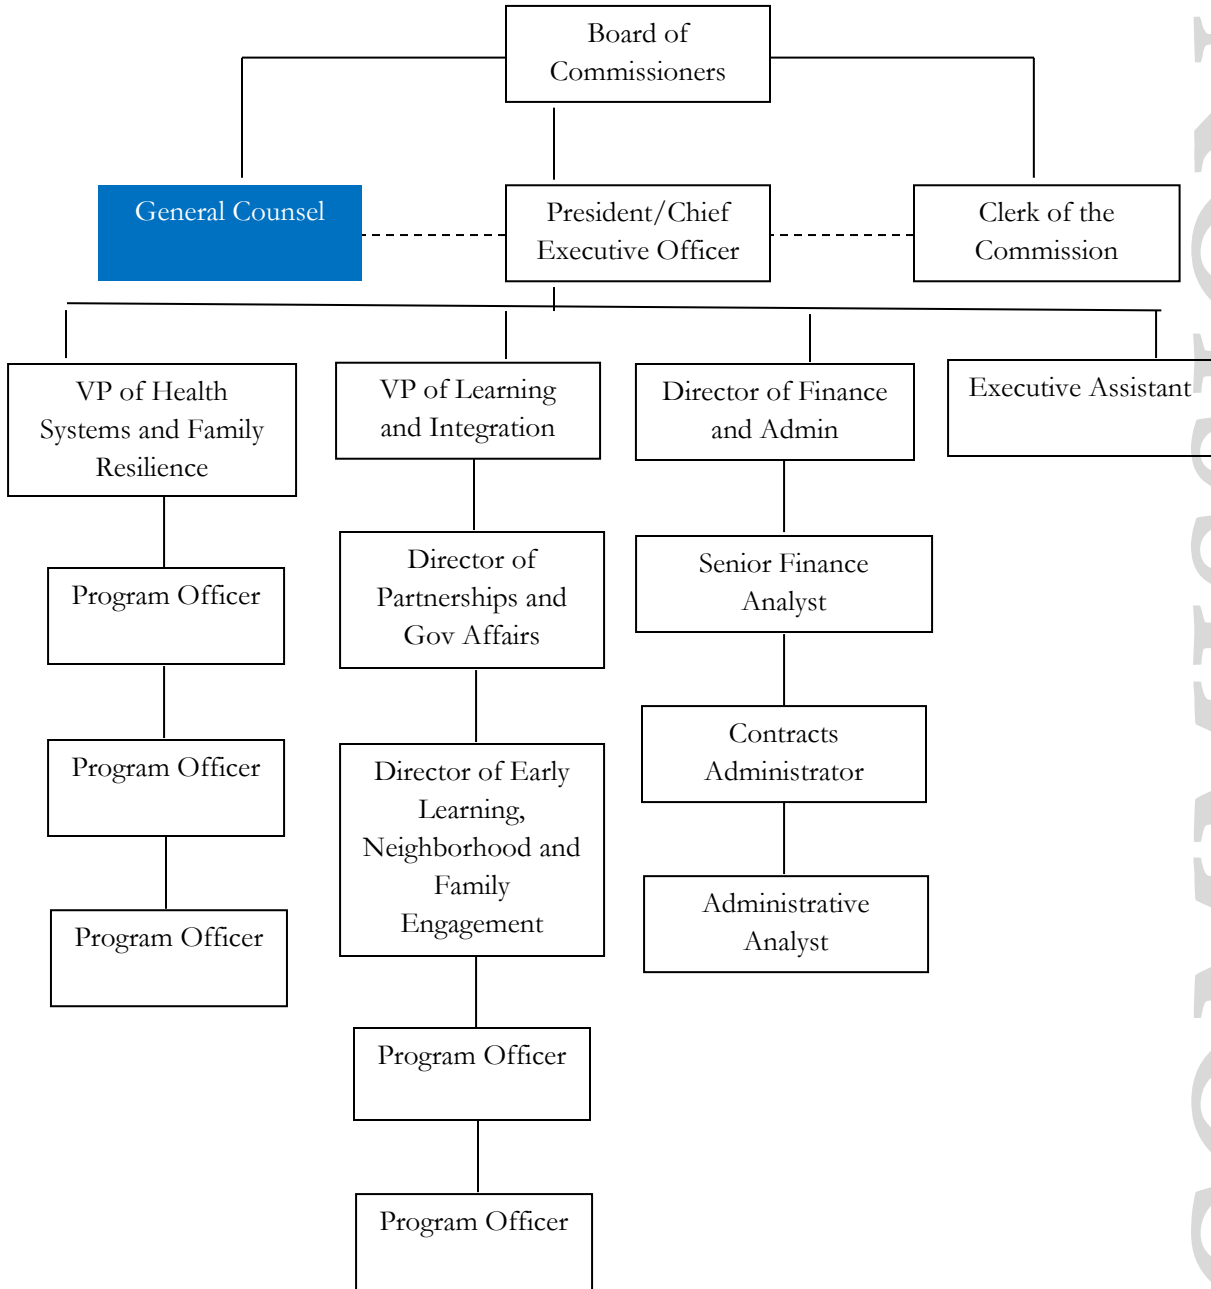 Board of
Commissioners
General Counsel
President/Chief
Executive Officer
Clerk of the
Commission
VP of Health
Systems and Family
Resilience
VP of Learning
and Integration
Director of Finance
and Admin
Executive Assistant
Program Officer
Director of
Partnerships and
Gov Affairs
Senior Finance
Analyst
Program Officer
Director of Early
Learning,
Neighborhood and
Family
Engagement
Contracts
Administrator
Program Officer
Administrative
Analyst
Program Officer
Program Officer